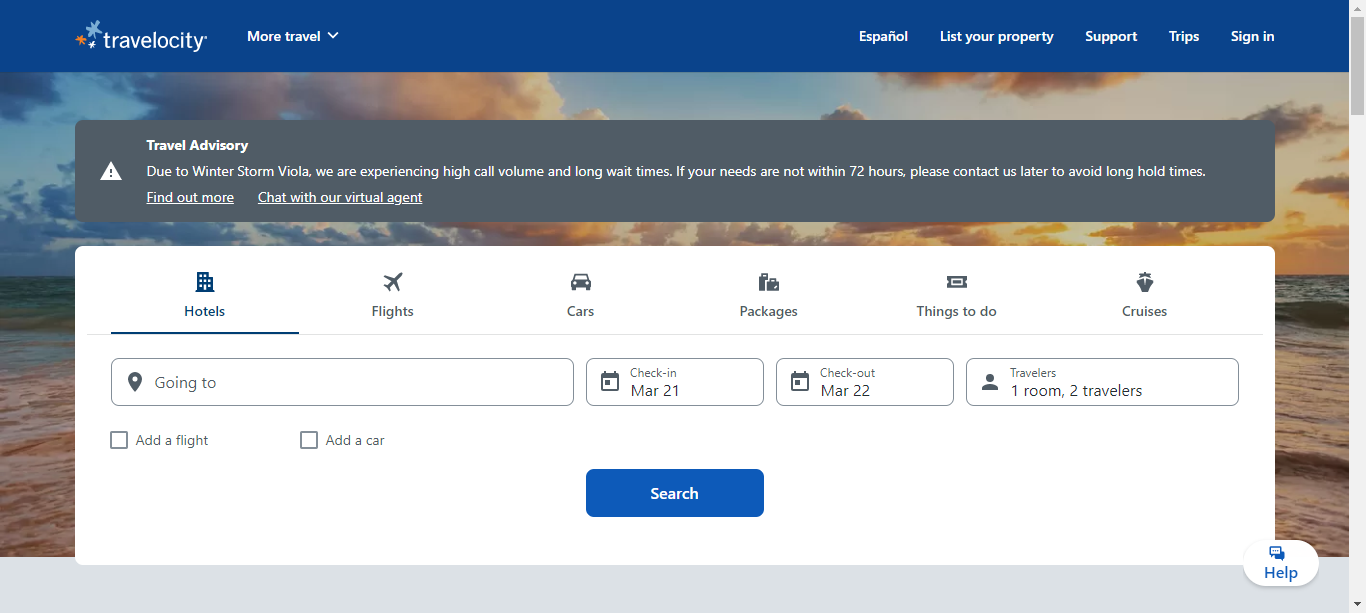 travelocity
More travel
Español
List your property
Support
Trips
Sign in
Travel Advisory
Due to Winter Storm Viola, we are experiencing high call volume and long wait times. If your needs are not within 72 hours, please contact us later to avoid long hold times.
Find out more
Chat with our virtual agent
Hotels
Flights
Cars
Packages
Things to do
Cruises
Going to
Check-in
Mar 21
Check-out
Mar 22
Travelers
1 room, 2 travelers
Add a flight
Add a car
Search
Help